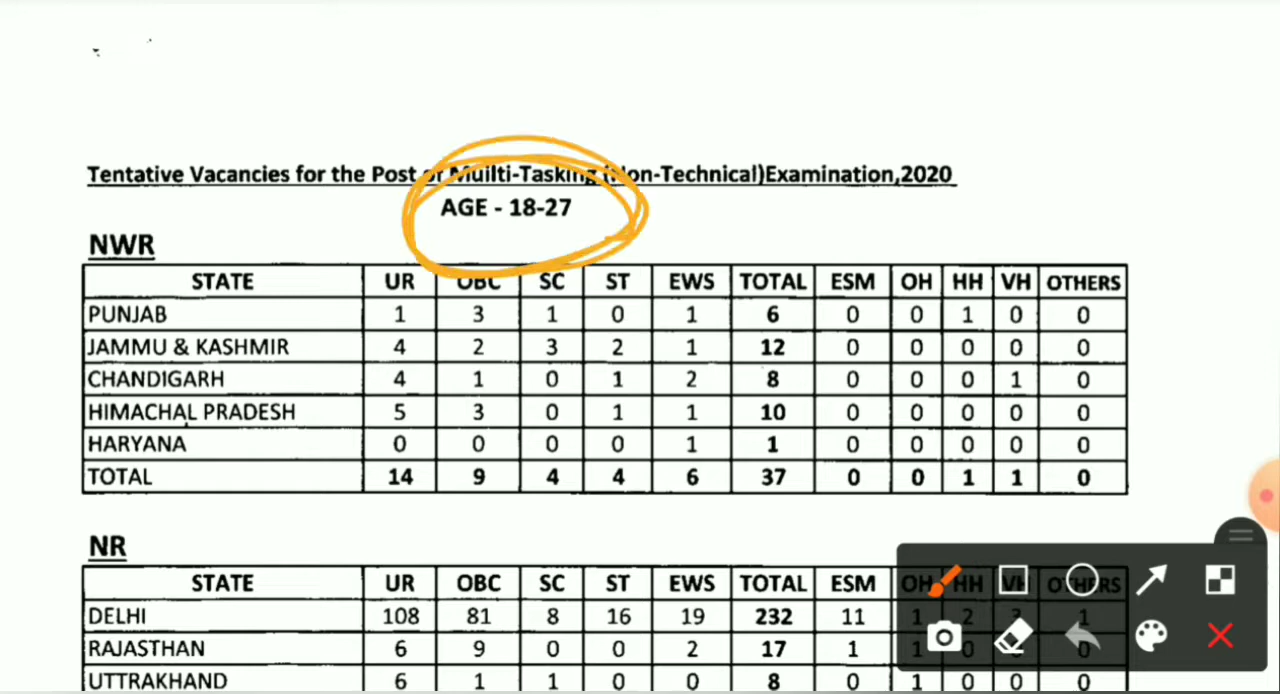 Tentative Vacancies for the Post of Muilti-Tasking (Non-Technical)Examination,2020
AGE - 18-27
NWR
STATE UR OBC SC ST EWS TOTAL ESM OH HH VH OTHERS
PUNJAB 1 3 1 0 1 6 0 0 1 0 0
JAMMU & KASHMIR 4 2 3 2 1 12 0 0 0 0 0
CHANDIGARH 4 1 0 1 2 8 0 0 0 1 0
HIMACHAL PRADESH 5 3 0 1 1 10 0 0 0 0 0
HARYANA 0 0 0 0 1 1 0 0 0 0 0
TOTAL 14 9 4 4 6 37 0 0 1 1 0
NR
STATE UR OBC SC ST EWS TOTAL ESM OH HH VH OTHERS
DELHI 108 81 8 16 19 232 11 1 2 1
RAJASTHAN 6 9 0 0 2 17 1 1 0 0
UTTRAKHAND 6 1 1 0 0 8 0 1 0 0 0